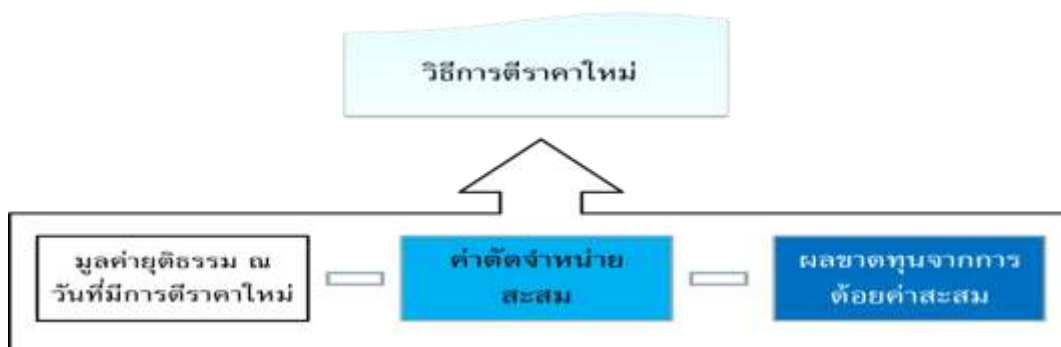 วิธีการตีราคาใหม่
มูลค่ายุติธรรม ณ
วันที่มีการตีราคาใหม่
ค่าตัดจำหน่าย
สะสม
ผลขาดทุนจากการ
ด้อยค่าสะสม